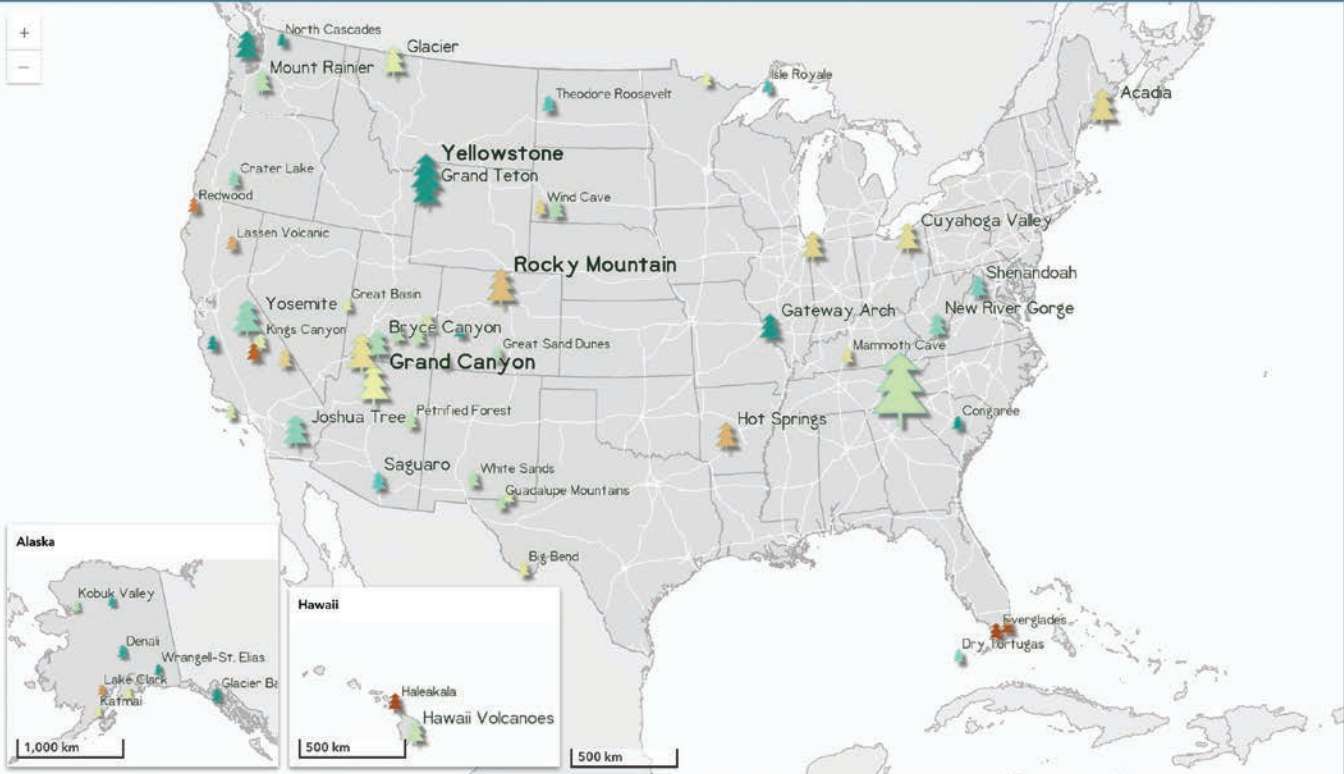 +
−
North Cascades
Glacier
Mount Rainier
Isle Royale
Theodore Roosevelt
Acadia
Yellowstone
Grand Teton
Crater Lake
Redwood
Wind Cave
Cuyahoga Valley
Lassen Volcanic
Rocky Mountain
Shenandoah
Great Basin
Yosemite
Gateway Arch
New River Gorge
Kings Canyon
Bryce Canyon
Great Sand Dunes
Mammoth Cave
Grand Canyon
Joshua Tree
Petrified Forest
Hot Springs
Congaree
Saguaro
White Sands
Guadalupe Mountains
Big Bend
Everglades
Dry Tortugas
Alaska
Kobuk Valley
Denali
Wrangell-St. Elias
Lake Clark
Glacier Ba
Katmai
1,000 km
Hawaii
Haleakala
Hawaii Volcanoes
500 km
500 km